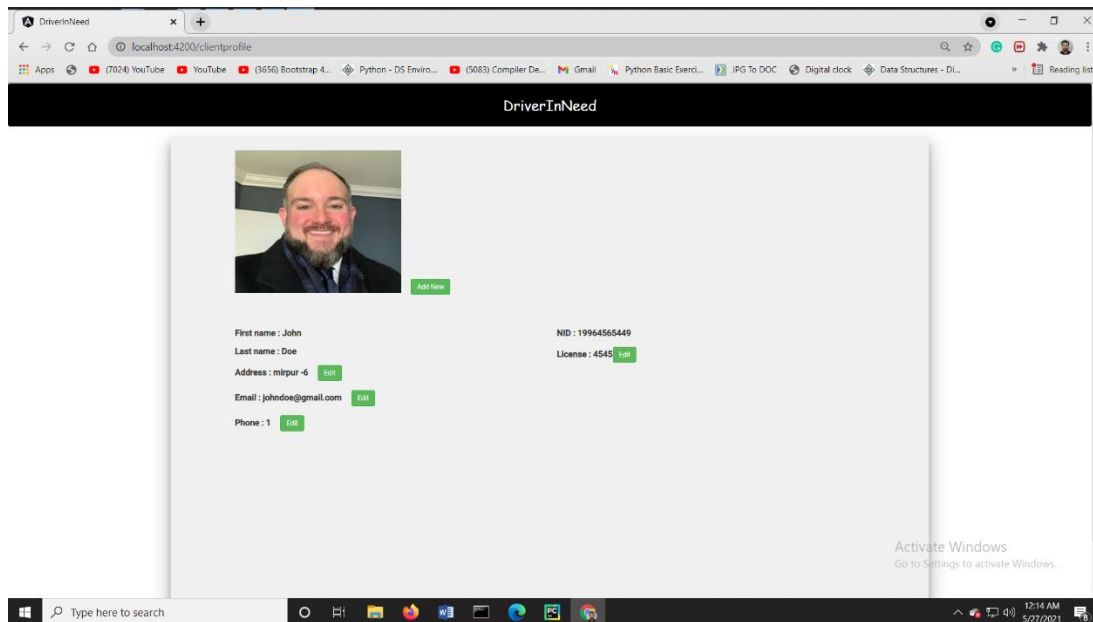 DriverInNeed
localhost:4200/clientprofile
Apps (7024) YouTube YouTube (3656) Bootstrap 4... Python - DS Enviro... (5083) Compiler De... Gmail Python Basic Exerci... JPG To DOC Digital clock Data Structures - Di... » Reading list
DriverInNeed
Add New
First name : John
NID : 19964565449
Last name : Doe
License : 4545 Edit
Address : mirpur -6 Edit
Email : johndoe@gmail.com Edit
Phone : 1 Edit
Activate Windows
Go to Settings to activate Windows.
Type here to search
12:14 AM
5/27/2021